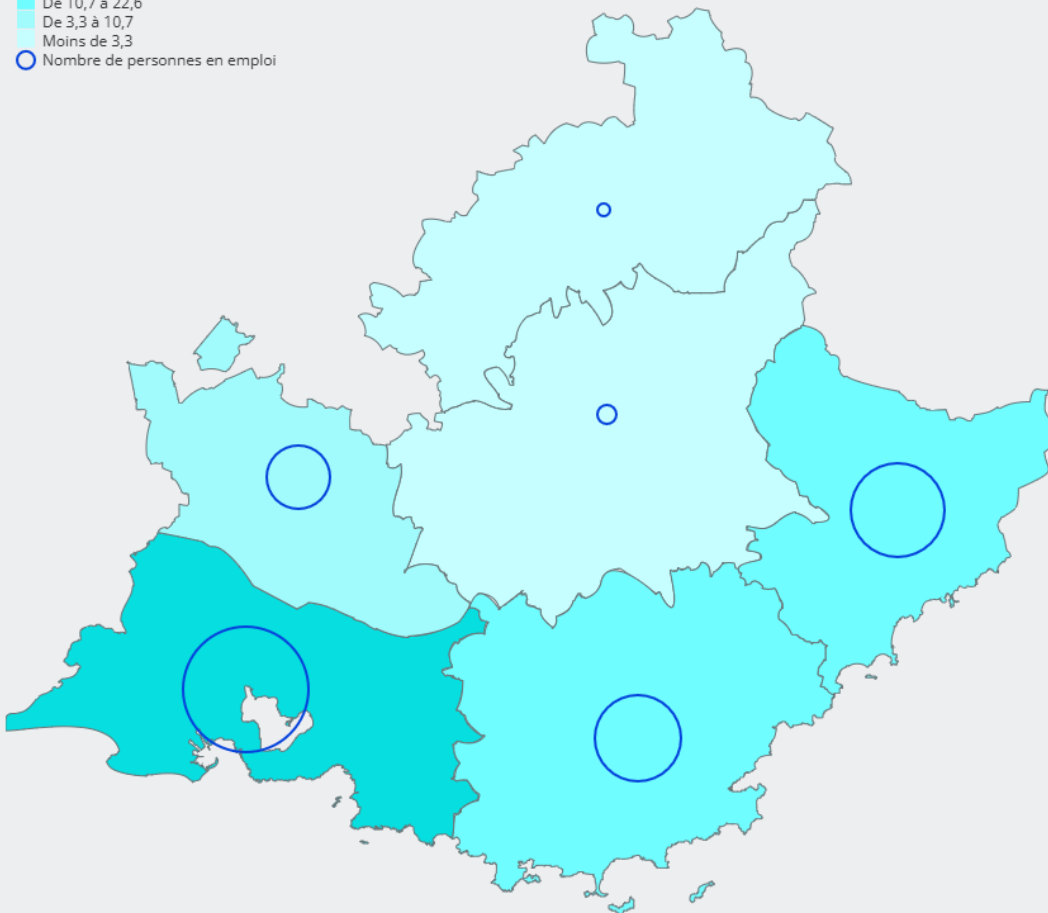 De 10,7 à 22,6
De 3,3 à 10,7
Moins de 3,3
Nombre de personnes en emploi